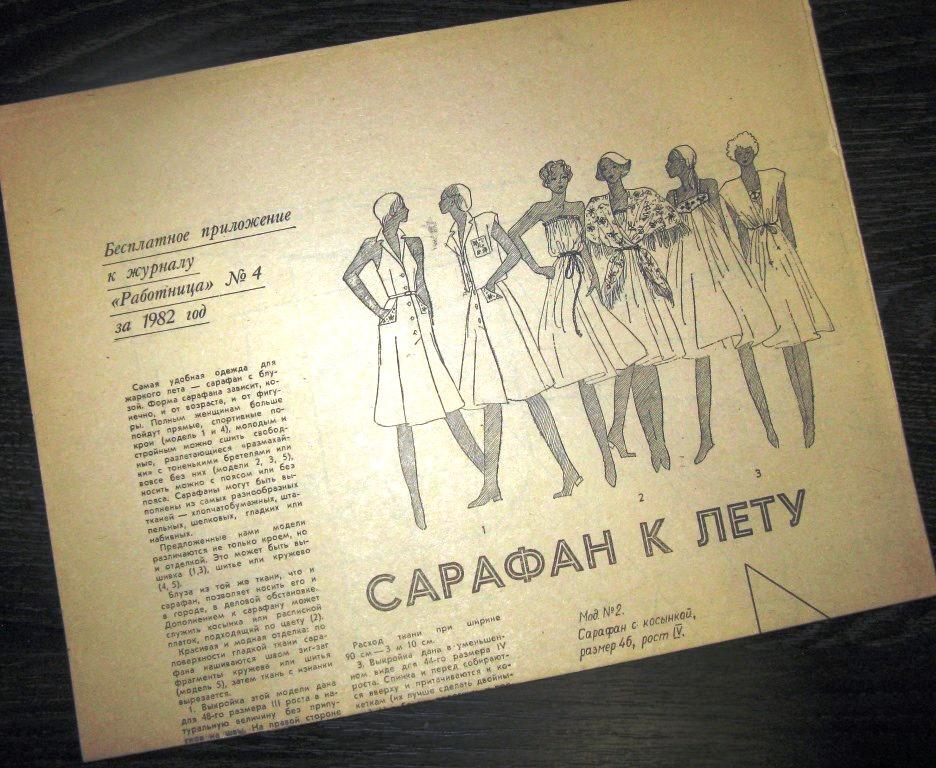 Бесплатное приложение
к журналу
«Работница» № 4
за 1982 год
Самая удобная одежда для
жаркого лета — сарафан с блу-
зой. Форма сарафана зависит, ко-
нечно, и от возраста, и от фигу-
ры. Полным женщинам больше
пойдут прямые, спортивные по-
крои (модель 1 и 4), молодым и
стройным можно сшить свобод-
ные, разлетающиеся «размахай-
ки» с тоненькими бретелями или
вовсе без них (модели 2, 3, 5),
носить можно с поясом или без
пояса. Сарафаны могут быть вы-
полнены из самых разнообразных
тканей — хлопчатобумажных, шта-
пельных, шелковых, гладких или
набивных.
Предложенные нами модели
различаются не только кроем, но
и отделкой. Это может быть вы-
шивка (1,3), шитье или кружево
(4, 5).
Блуза из той же ткани, что и
сарафан, позволяет носить его и
в городе, в деловой обстановке.
Дополнением к сарафану может
служить косынка или расписной
платок, подходящий по цвету (2).
Красивая и модная отделка: по
поверхности гладкой ткани сара-
фана нашиваются швом зиг-заг
фрагменты кружева или шитья
(модель 5), затем ткань с изнанки
вырезается.
1. Выкройка этой модели дана
для 48-го размера III роста в на-
туральную величину без припу-
сков на швы. На правой стороне
1
2
3
САРАФАН К ЛЕТУ
Расход ткани при ширине
90 см — 3 м 10 см.
3. Выкройка дана в уменьшен-
ном виде для 44-го размера IV
роста. Спинка и перед собирают-
ся вверху и притачиваются к ко-
кеткам (их лучше сделать двойны-
Мод. №2.
Сарафан с косынкой,
размер 46, рост IV.